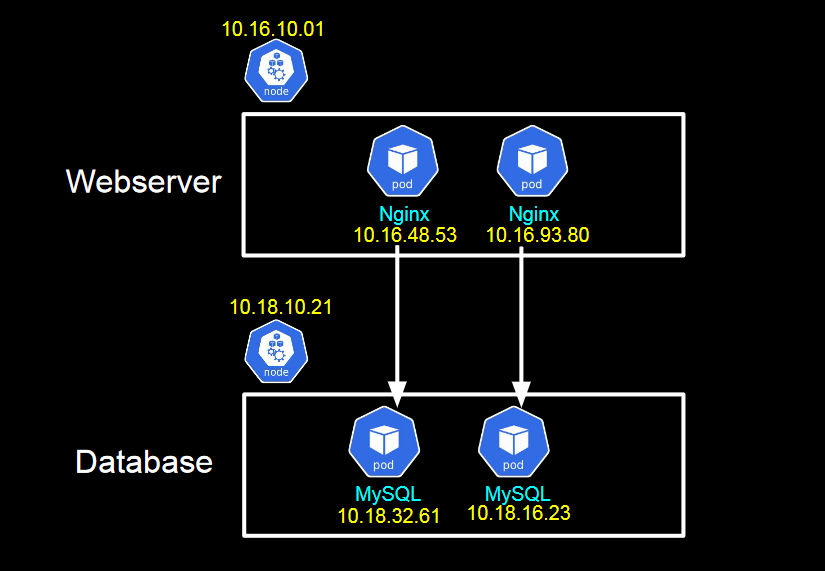 10.16.10.01
node
Webserver
pod pod
Nginx Nginx
10.16.48.53 10.16.93.80
10.18.10.21
node
Database
pod pod
MySQL MySQL
10.18.32.61 10.18.16.23